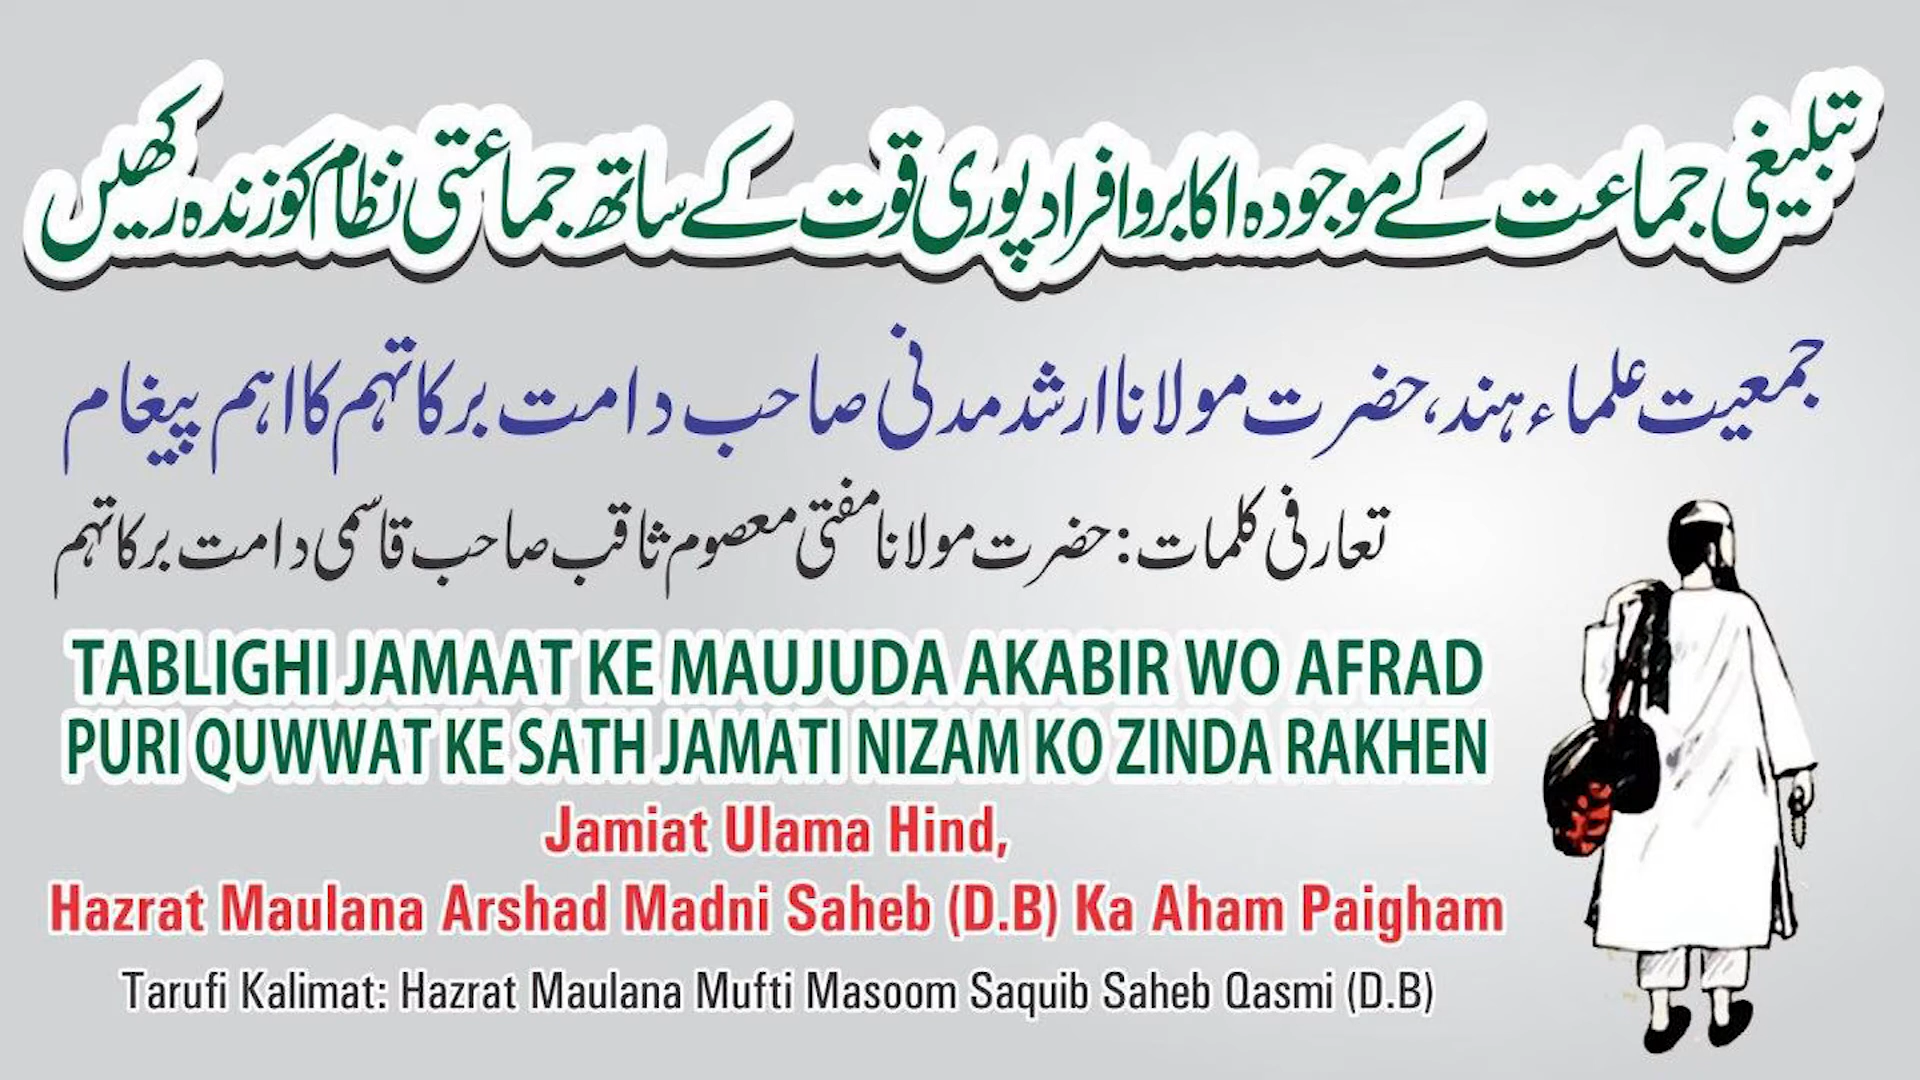 تبلیغی جماعت کے موجودہ اکابر و افراد پوری قوت کے ساتھ جماعتی نظام کو زندہ رکھیں
جمعیت علماء ہند، حضرت مولانا ارشد مدنی صاحب دامت برکاتہم کا اہم پیغام
تعارفی کلمات: حضرت مولانا مفتی معصوم ثاقب صاحب قاسمی دامت برکاتہم
TABLIGHI JAMAAT KE MAUJUDA AKABIR WO AFRAD
PURI QUWWAT KE SATH JAMATI NIZAM KO ZINDA RAKHEN
Jamiat Ulama Hind,
Hazrat Maulana Arshad Madni Saheb (D.B) Ka Aham Paigham
Tarufi Kalimat: Hazrat Maulana Mufti Masoom Saquib Saheb Qasmi (D.B)